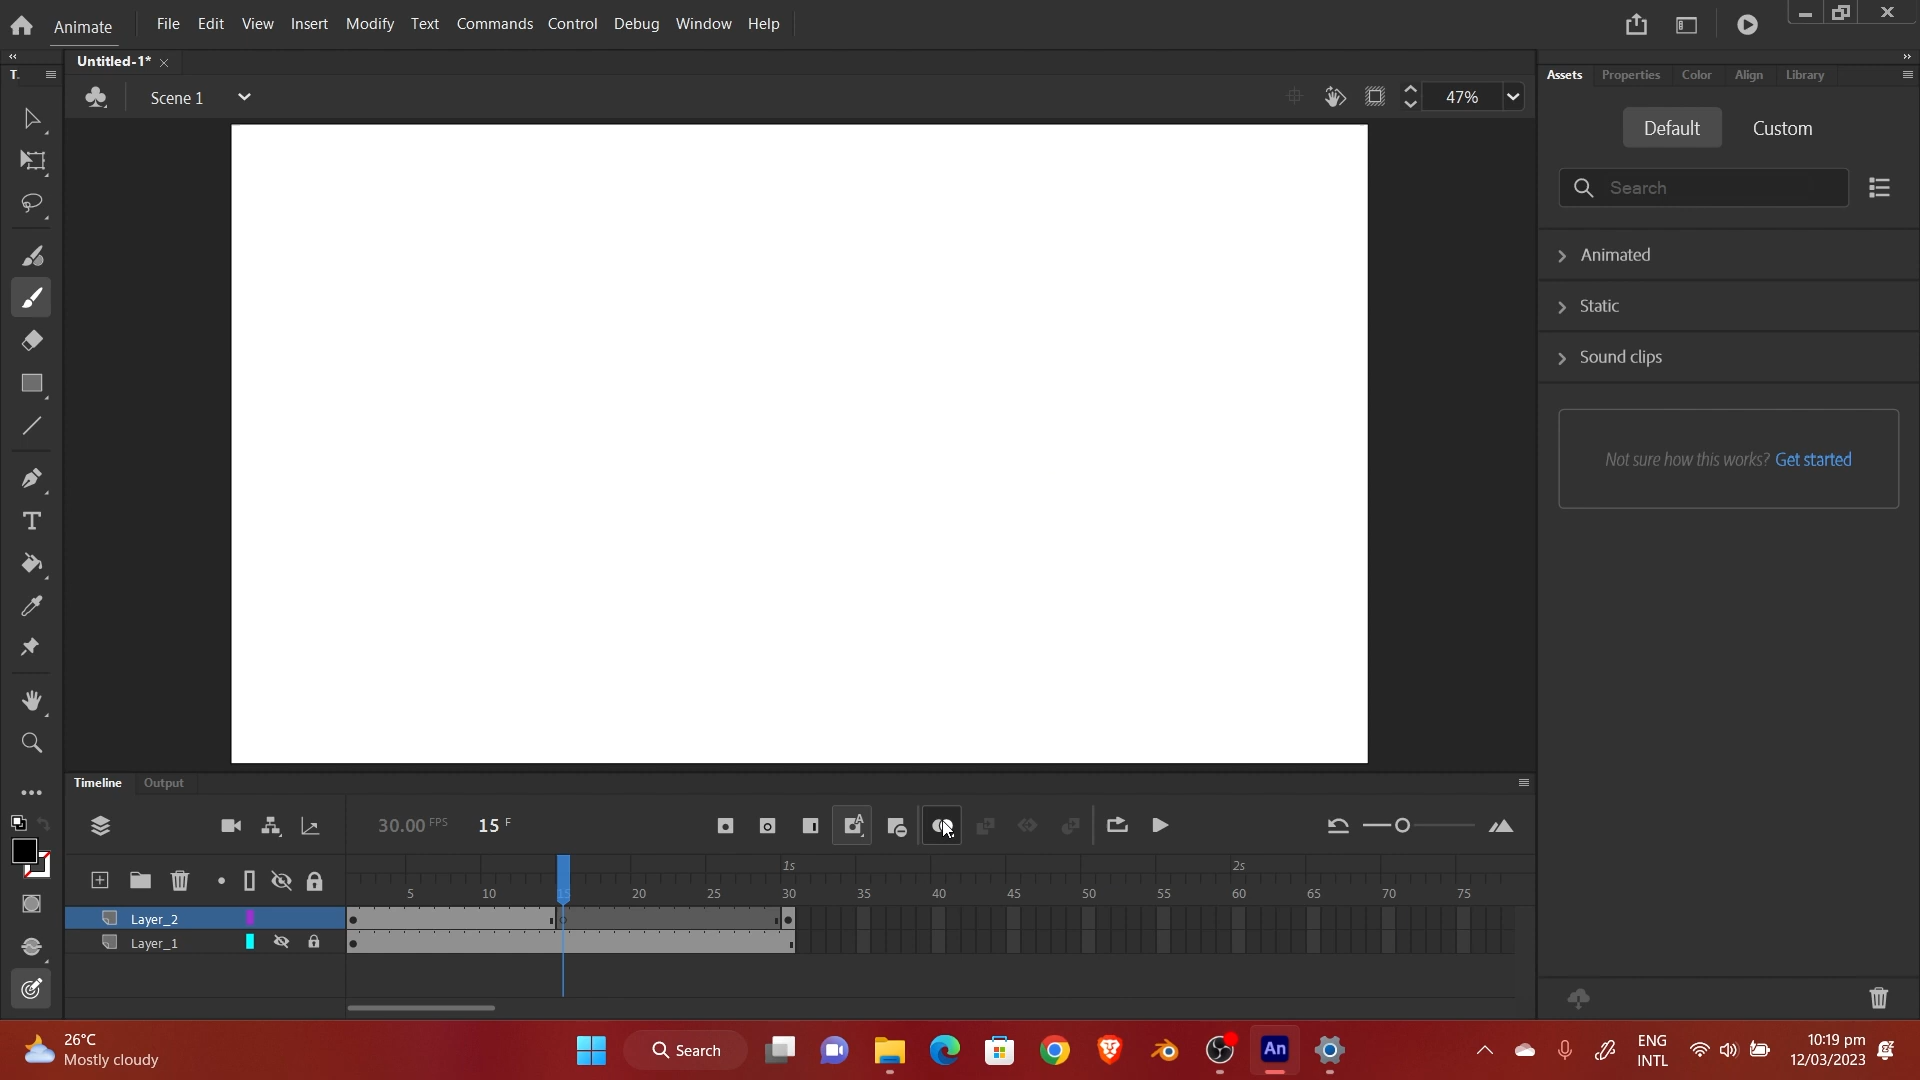 Animate
File Edit View Insert Modify Text Commands Control Debug Window Help
T.
Untitled-1*
Scene 1
47%
Assets Properties Color Align Library
Default Custom
Search
Animated
Static
Sound clips
Not sure how this works? Get started
Timeline Output
30.00 FPS 15 F
1s 2s
5 10 15 20 25 30 35 40 45 50 55 60 65 70 75
Layer_2
Layer_1
26°C
Mostly cloudy
Search
An
ENG
INTL
10:19 pm
12/03/2023